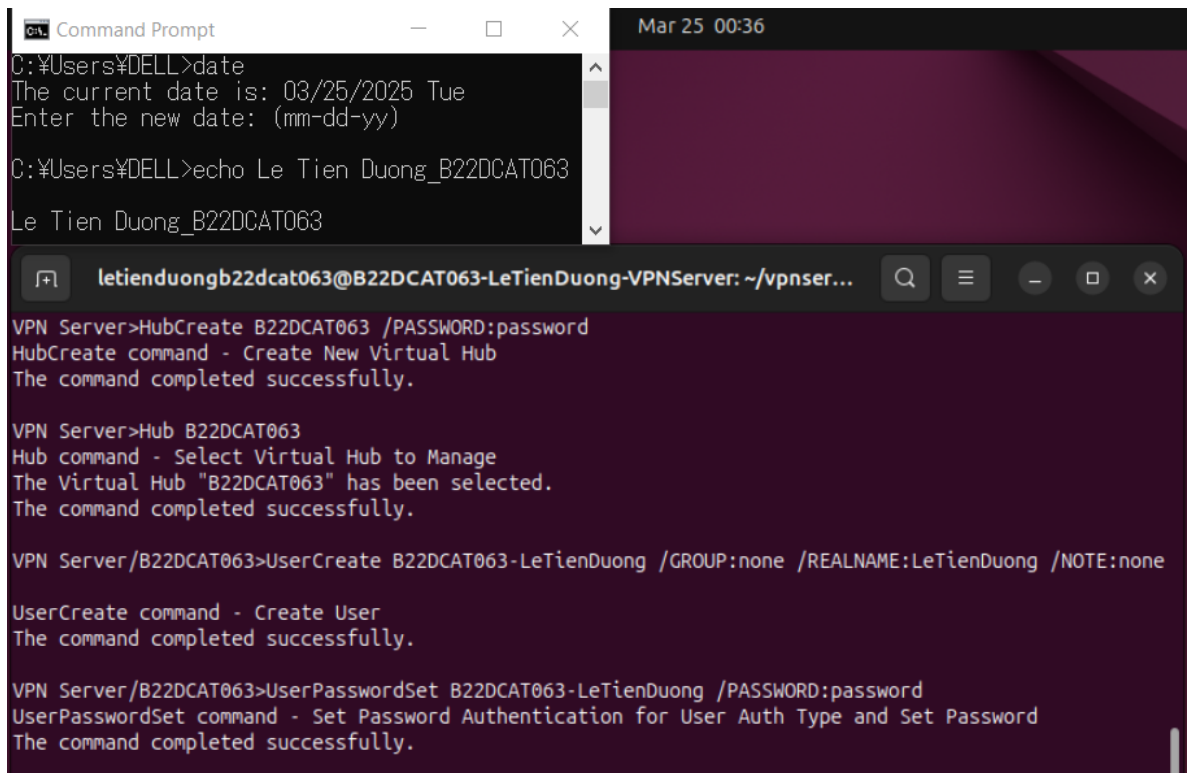 Command Prompt
Mar 25 00:36
C:¥Users¥DELL>date
The current date is: 03/25/2025 Tue
Enter the new date: (mm-dd-yy)
C:¥Users¥DELL>echo Le Tien Duong_B22DCAT063
Le Tien Duong_B22DCAT063
letienduongb22dcat063@B22DCAT063-LeTienDuong-VPNServer: ~/vpnser...
VPN Server>HubCreate B22DCAT063 /PASSWORD:password
HubCreate command - Create New Virtual Hub
The command completed successfully.
VPN Server>Hub B22DCAT063
Hub command - Select Virtual Hub to Manage
The Virtual Hub "B22DCAT063" has been selected.
The command completed successfully.
VPN Server/B22DCAT063>UserCreate B22DCAT063-LeTienDuong /GROUP:none /REALNAME:LeTienDuong /NOTE:none
UserCreate command - Create User
The command completed successfully.
VPN Server/B22DCAT063>UserPasswordSet B22DCAT063-LeTienDuong /PASSWORD:password
UserPasswordSet command - Set Password Authentication for User Auth Type and Set Password
The command completed successfully.